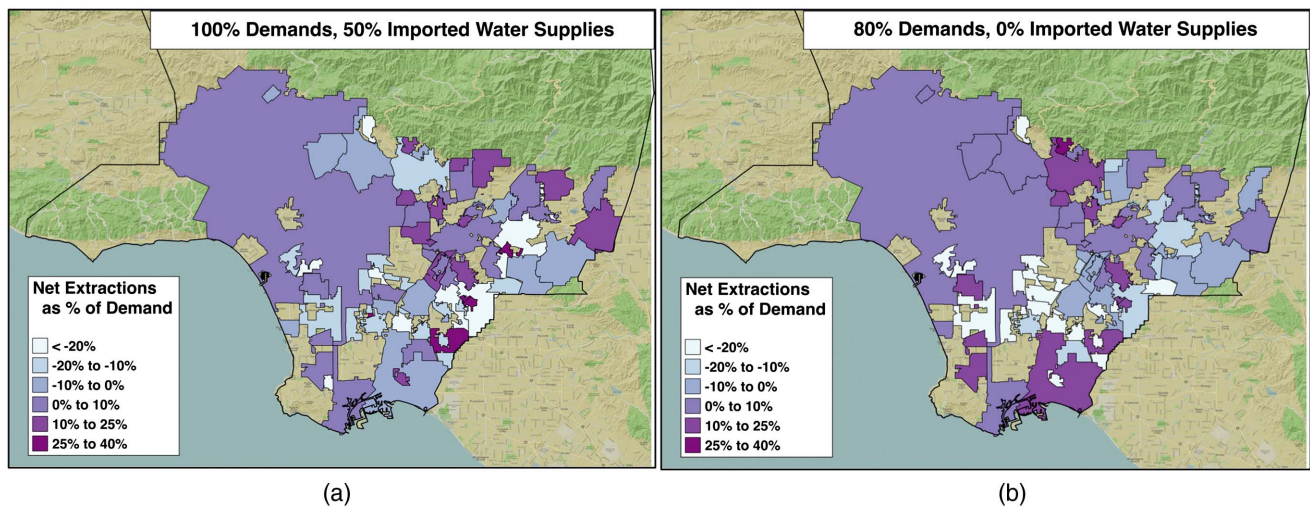 100% Demands, 50% Imported Water Supplies
Net Extractions
as % of Demand
< -20%
-20% to -10%
-10% to 0%
0% to 10%
10% to 25%
25% to 40%
(a)
80% Demands, 0% Imported Water Supplies
Net Extractions
as % of Demand
< -20%
-20% to -10%
-10% to 0%
0% to 10%
10% to 25%
25% to 40%
(b)